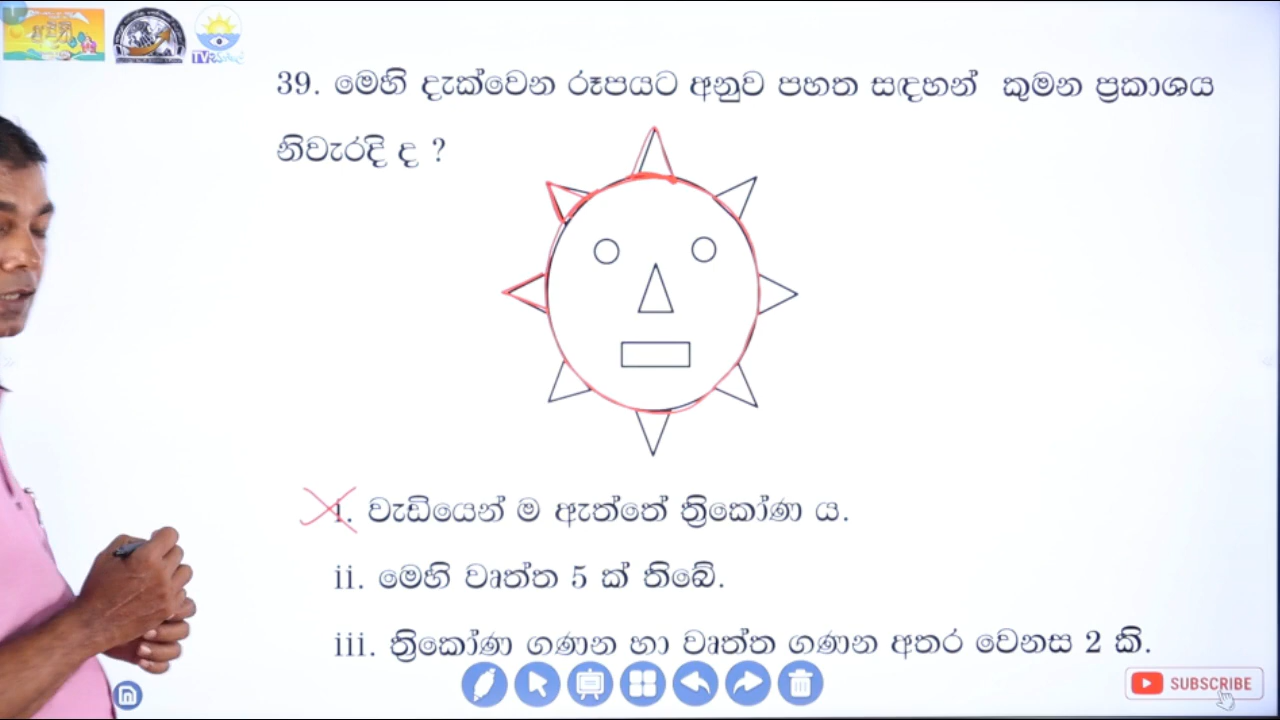 39. මෙහි දැක්වෙන රූපයට අනුව පහත සඳහන් කුමන ප්‍රකාශය
නිවැරදි ද ?
i. වැඩියෙන් ම ඇත්තේ ත්‍රිකෝණ ය.
ii. මෙහි වෘත්ත 5 ක් තිබේ.
iii. ත්‍රිකෝණ ගණන හා වෘත්ත ගණන අතර වෙනස 2 කි.
SUBSCRIBE